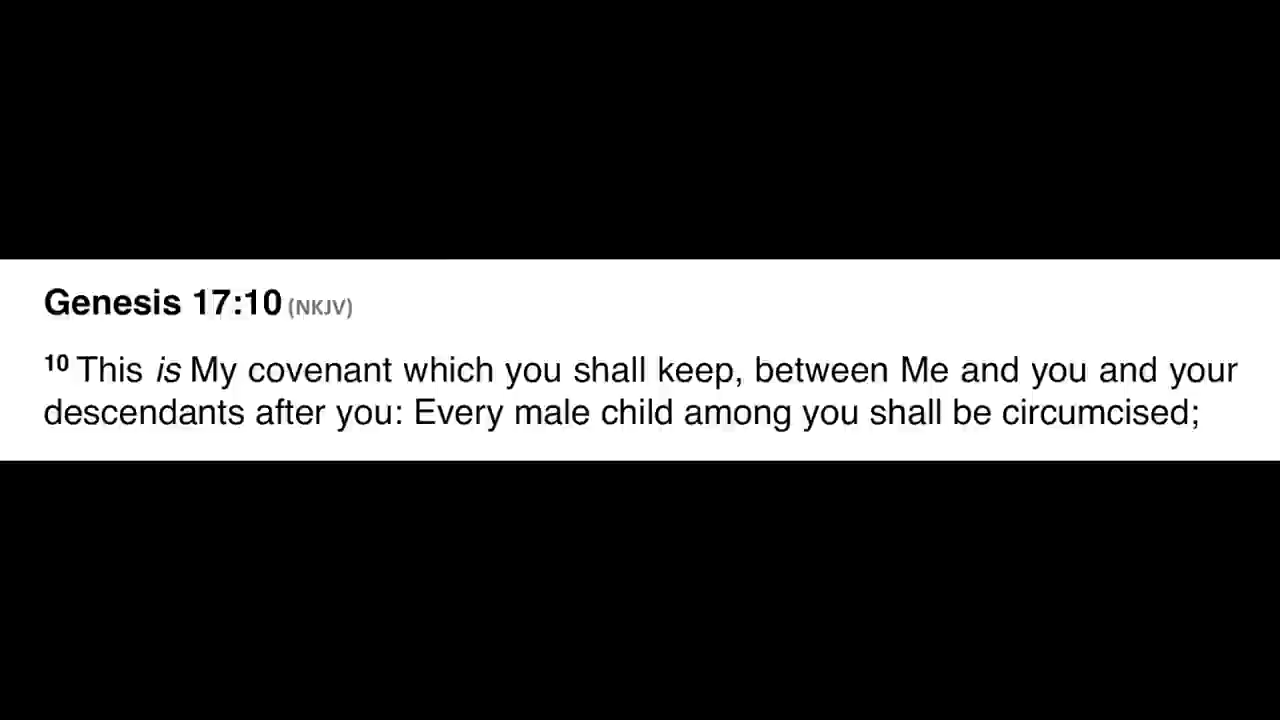 Genesis 17:10 (NKJV)
10 This is My covenant which you shall keep, between Me and you and your
descendants after you: Every male child among you shall be circumcised;